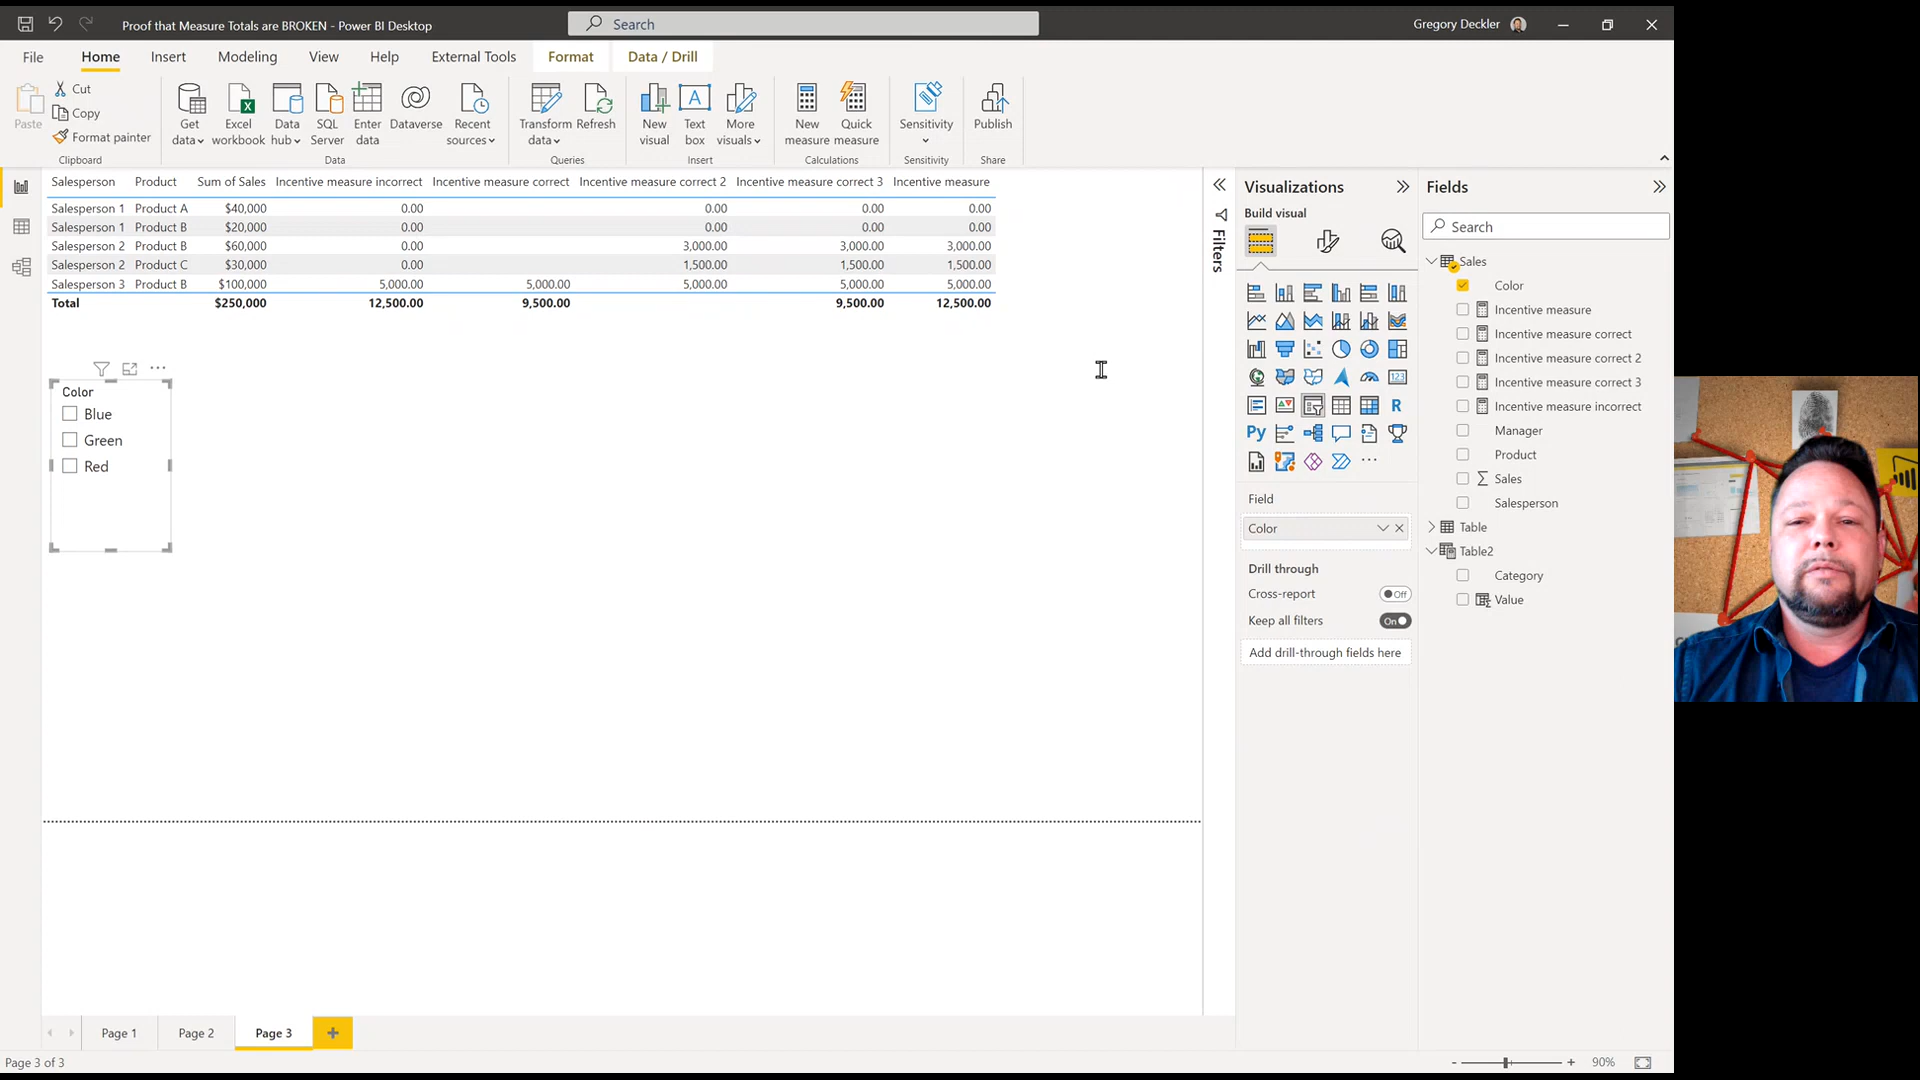 Proof that Measure Totals are BROKEN - Power BI Desktop
Search
Gregory Deckler
File Home Insert Modeling View Help External Tools Format Data / Drill
Paste
Cut
Copy
Format painter
Clipboard
Get data
Excel workbook
Data hub
SQL Server
Enter data
Dataverse
Recent sources
Data
Transform data
Refresh
Queries
New visual
Text box
More visuals
Insert
New measure
Quick measure
Calculations
Sensitivity
Sensitivity
Publish
Share
Salesperson Product Sum of Sales Incentive measure incorrect Incentive measure correct Incentive measure correct 2 Incentive measure correct 3 Incentive measure
Salesperson 1 Product A $40,000 0.00 0.00 0.00 0.00
Salesperson 1 Product B $20,000 0.00 0.00 0.00 0.00
Salesperson 2 Product B $60,000 0.00 3,000.00 3,000.00 3,000.00
Salesperson 2 Product C $30,000 0.00 1,500.00 1,500.00 1,500.00
Salesperson 3 Product B $100,000 5,000.00 5,000.00 5,000.00 5,000.00 5,000.00
Total $250,000 12,500.00 9,500.00 9,500.00 12,500.00
Color
Blue
Green
Red
Filters
Visualizations
Build visual
123
R
Py
Field
Color
Drill through
Cross-report Off
Keep all filters On
Add drill-through fields here
Fields
Search
Sales
Color
Incentive measure
Incentive measure correct
Incentive measure correct 2
Incentive measure correct 3
Incentive measure incorrect
Manager
Product
Sales
Salesperson
Table
Table2
Category
Value
Page 1 Page 2 Page 3
Page 3 of 3
90%